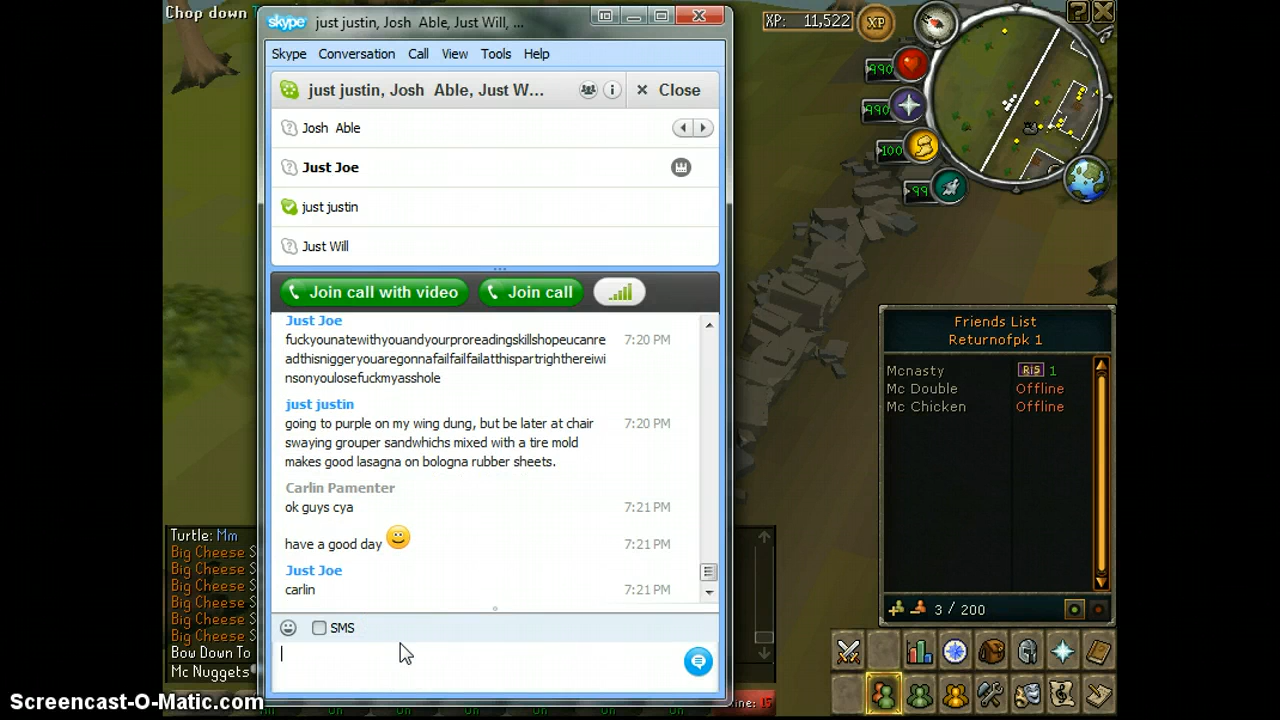 Chop down T
skype just justin, Josh Able, Just Will, ...
XP: 11,522 XP
Skype Conversation Call View Tools Help
just justin, Josh Able, Just W... Close
Josh Able
Just Joe
just justin
Just Will
990
990
100
99
Join call with video Join call
Just Joe
fuckyounatewithyouandyourproreadingskillshopeucanre 7:20 PM
adthisniggeryouaregonnafailfailfailatthispartrightthereiwi
nsonyoulosefuckmyasshole
just justin
going to purple on my wing dung, but be later at chair 7:20 PM
swaying grouper sandwhichs mixed with a tire mold
makes good lasagna on bologna rubber sheets.
Carlin Pamenter
ok guys cya 7:21 PM
have a good day 7:21 PM
Just Joe
carlin 7:21 PM
SMS
Friends List
Returnofpk 1
Mcnasty RIS 1
Mc Double Offline
Mc Chicken Offline
3 / 200
Turtle: Mm
Big Cheese S
Big Cheese S
Big Cheese S
Big Cheese S
Big Cheese S
Big Cheese S
Bow Down To
Mc Nuggets
Screencast-O-Matic.com